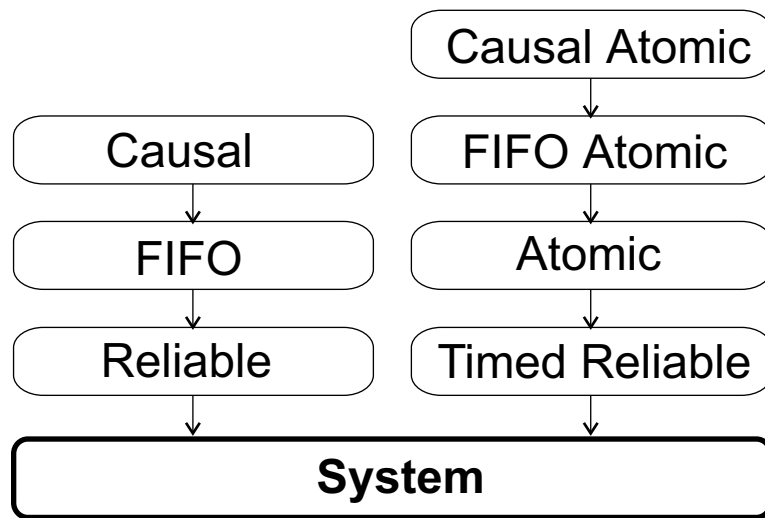 Causal Atomic
Causal
FIFO Atomic
FIFO
Atomic
Reliable
Timed Reliable
System